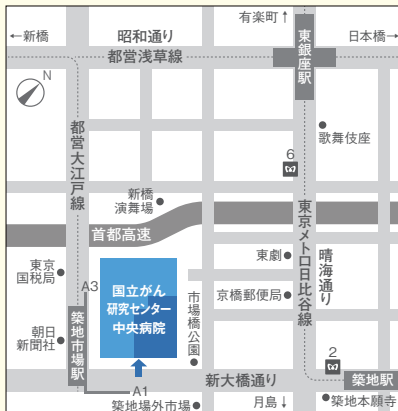 有楽町↑
←新橋
昭和通り
日本橋→
都営浅草線
東銀座駅
N
都営大江戸線
歌舞伎座
6
新橋
演舞場
首都高速
東京メトロ日比谷線
晴海通り
東劇
東京
国税局
A3
国立がん
研究センター
中央病院
市場橋公園
京橋郵便局
築地市場駅
朝日
新聞社
2
A1
新大橋通り
築地駅
築地場外市場
月島↓
築地本願寺